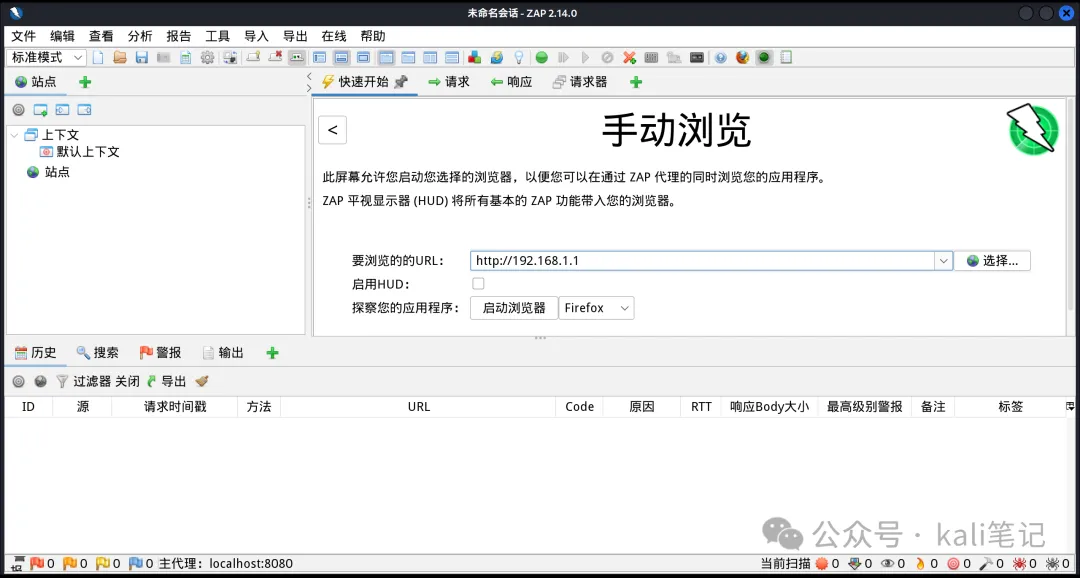 未命名会话 - ZAP 2.14.0
文件 编辑 查看 分析 报告 工具 导入 导出 在线 帮助
标准模式
站点
快速开始 请求 响应 请求器
<
手动浏览
上下文
默认上下文
站点
此屏幕允许您启动您选择的浏览器，以便您可以在通过 ZAP 代理的同时浏览您的应用程序。
ZAP 平视显示器 (HUD) 将所有基本的 ZAP 功能带入您的浏览器。
要浏览的的URL： http://192.168.1.1 选择...
启用HUD：
探察您的应用程序： 启动浏览器 Firefox
历史 搜索 警报 输出
过滤器 关闭 导出
ID 源 请求时间戳 方法 URL Code 原因 RTT 响应Body大小 最高级别警报 备注 标签
公众号 · kali笔记
0 0 0 0 主代理： localhost:8080 当前扫描 0 0 0 0 0 0 0 0